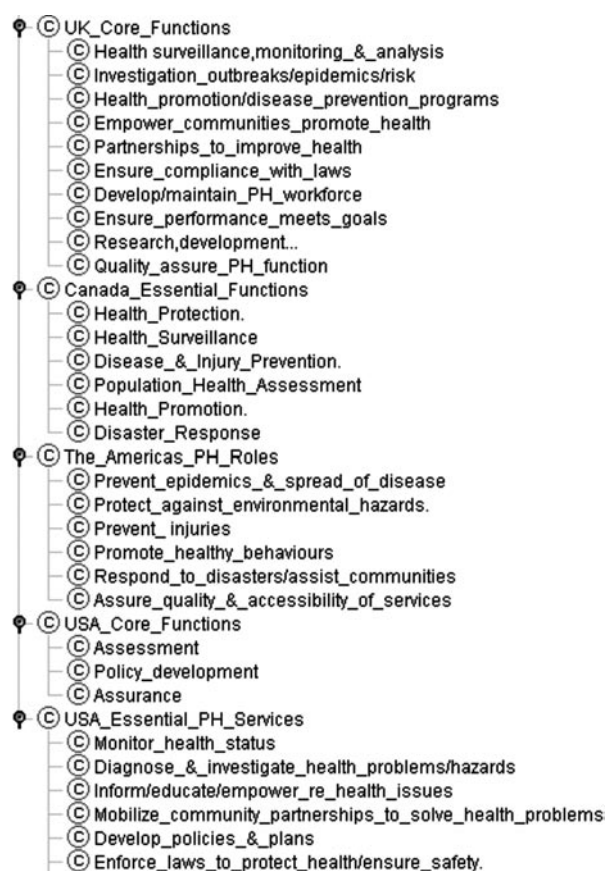 UK_Core_Functions
Health surveillance,monitoring_&_analysis
Investigation_outbreaks/epidemics/risk
Health_promotion/disease_prevention_programs
Empower_communities_promote_health
Partnerships_to_improve_health
Ensure_compliance_with_laws
Develop/maintain_PH_workforce
Ensure_performance_meets_goals
Research,development...
Quality_assure_PH_function
Canada_Essential_Functions
Health_Protection.
Health_Surveillance
Disease_&_Injury_Prevention.
Population_Health_Assessment
Health_Promotion.
Disaster_Response
The_Americas_PH_Roles
Prevent_epidemics_&_spread_of_disease
Protect_against_environmental_hazards.
Prevent_ injuries
Promote_healthy_behaviours
Respond_to_disasters/assist_communities
Assure_quality_&_accessibility_of_services
USA_Core_Functions
Assessment
Policy_development
Assurance
USA_Essential_PH_Services
Monitor_health_status
Diagnose_&_investigate_health_problems/hazards
Inform/educate/empower_re_health_issues
Mobilize_community_partnerships_to_solve_health_problems
Develop_policies_&_plans
Enforce_laws_to_protect_health/ensure_safety.